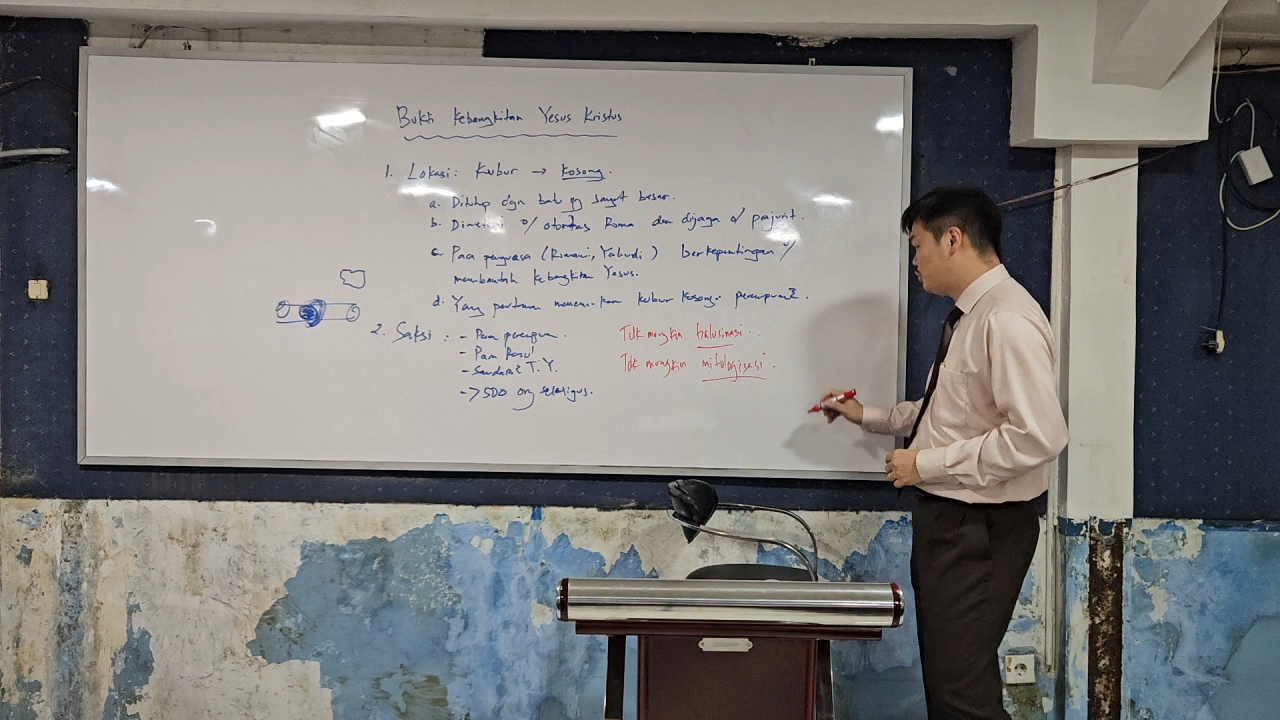 Bukti Kebangkitan Yesus Kristus
1. Lokasi: Kubur → Kosong.
a. Ditutup dgn batu yg sangat besar.
b. Dimeterai o/ otoritas Roma dan dijaga o/ prajurit.
c. Para penguasa (Romawi, Yahudi) berkepentingan u/
membantah kebangkitan Yesus.
d. Yang pertama menemukan kubur kosong: perempuan2.
2. Saksi: - Para perempuan.
- Para Rasul
- Saudara2 T.Y.
- >500 org sekaligus.
Tdk mungkin halusinasi.
Tdk mungkin mitologisasi.